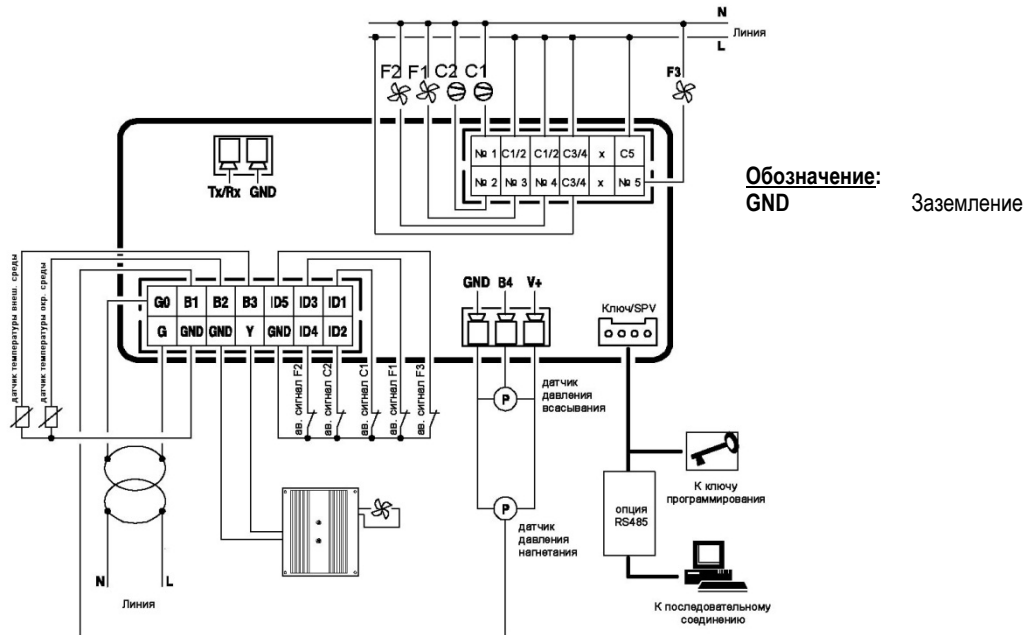 N
Линия
L
F2 F1 C2 C1
F3
№ 1 C1/2 C1/2 C3/4 x C5
№ 2 № 3 № 4 C3/4 x № 5
Tx/Rx GND
Обозначение:
GND Заземление
датчик температуры внеш. среды
датчик температуры окр. среды
G0 B1 B2 B3 ID5 ID3 ID1
G GND GND Y GND ID4 ID2
GND B4 V+
Ключ/SPV
ав. сигнал F2
ав. сигнал C2
ав. сигнал C1
ав. сигнал F1
ав. сигнал F3
P
датчик
давления
всасывания
P
датчик
давления
нагнетания
К ключу
программирования
опция
RS485
N L
Линия
К последовательному
соединению